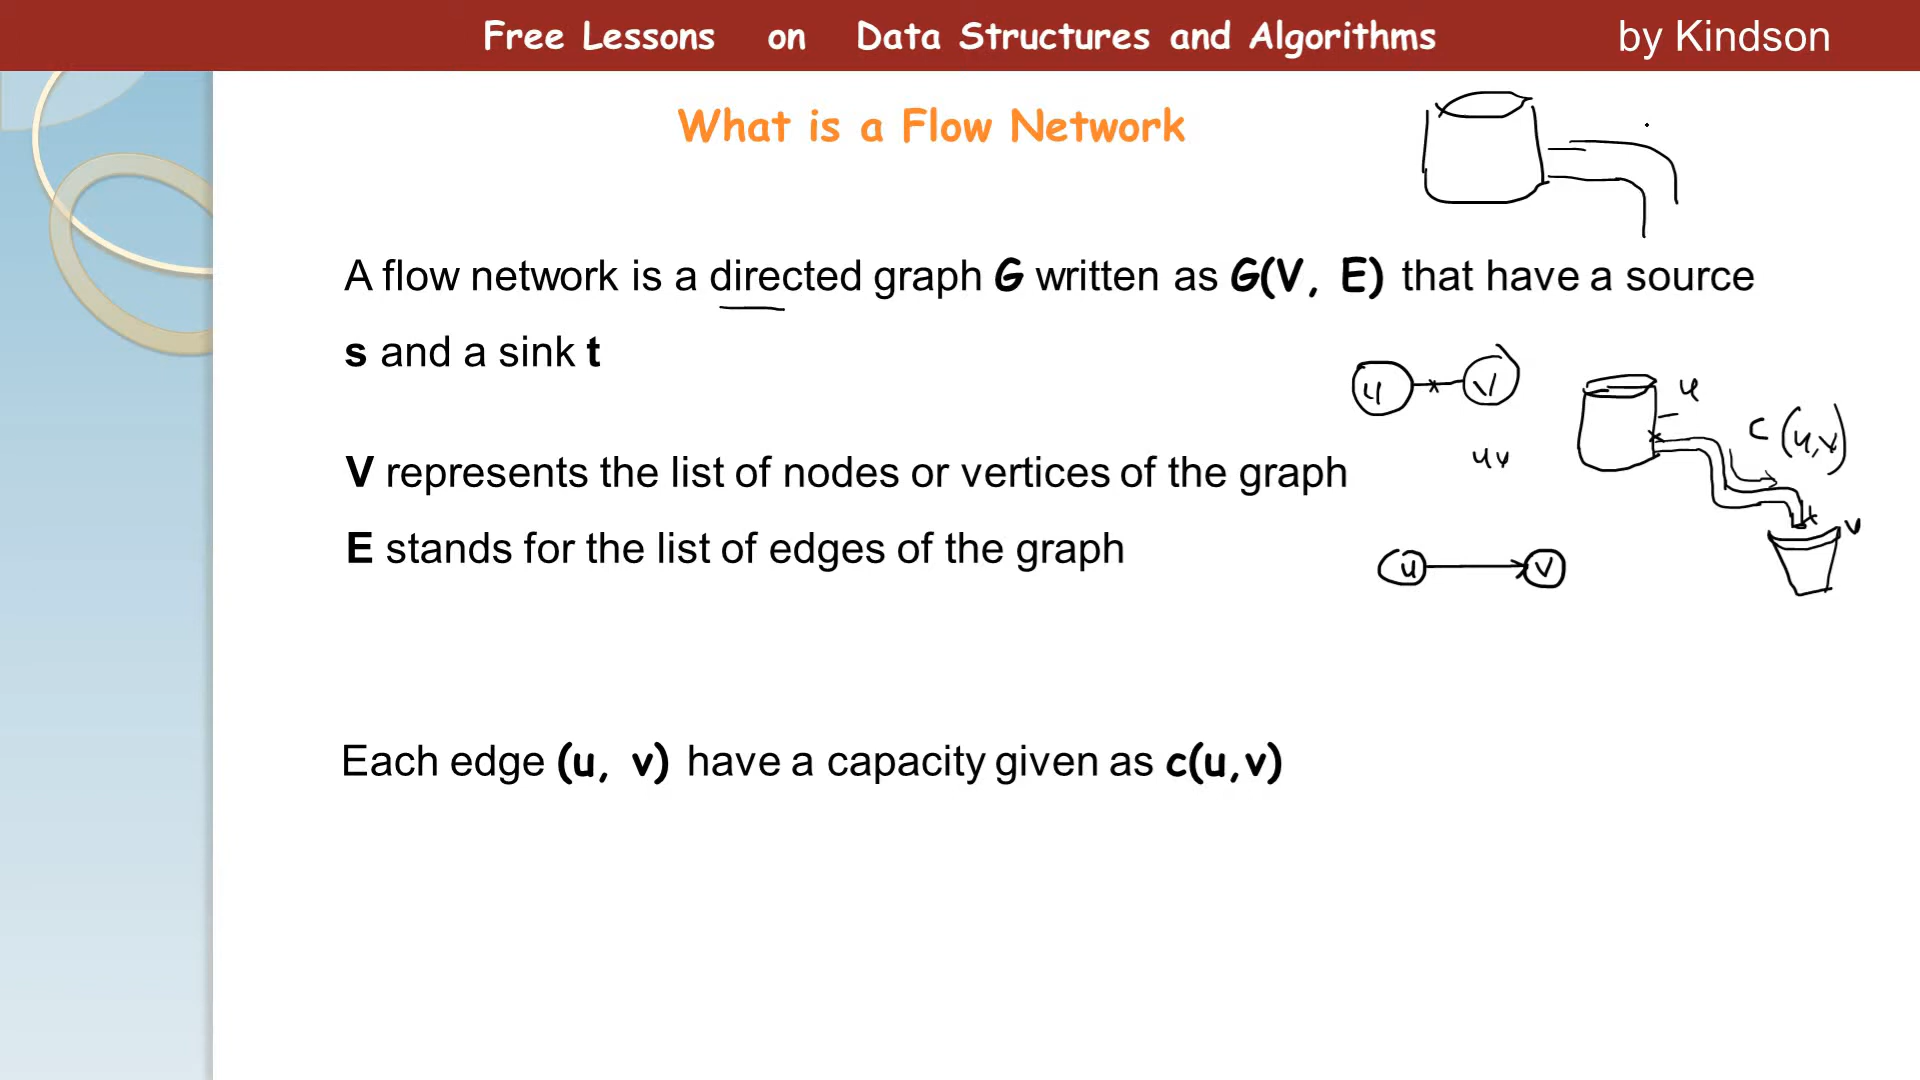 Free Lessons on Data Structures and Algorithms by Kindson
What is a Flow Network
A flow network is a directed graph G written as G(V, E) that have a source
s and a sink t
u v
u
c (u,v)
V represents the list of nodes or vertices of the graph
uv
v
E stands for the list of edges of the graph
u v
Each edge (u, v) have a capacity given as c(u,v)